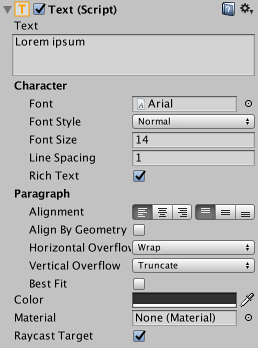 Text (Script)
Text
Lorem ipsum
Character
Font Arial
Font Style Normal
Font Size 14
Line Spacing 1
Rich Text
Paragraph
Alignment
Align By Geometry
Horizontal Overflow Wrap
Vertical Overflow Truncate
Best Fit
Color
Material None (Material)
Raycast Target